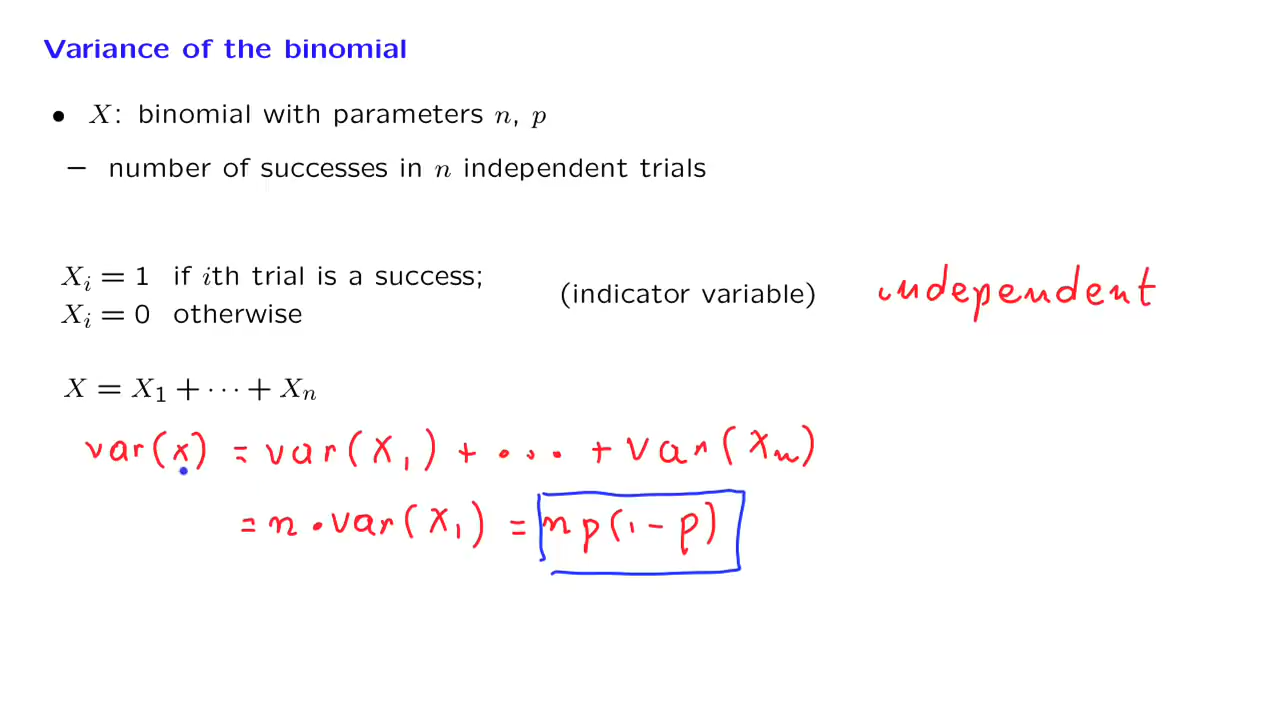 Variance of the binomial
• X: binomial with parameters n, p
– number of successes in n independent trials
X_i = 1 if ith trial is a success;
(indicator variable) independent
X_i = 0 otherwise
X = X_1 + ⋯ + X_n
var(X) = var(X_1) + ... + var(X_n)
= n · var(X_1) = np(1 - p)